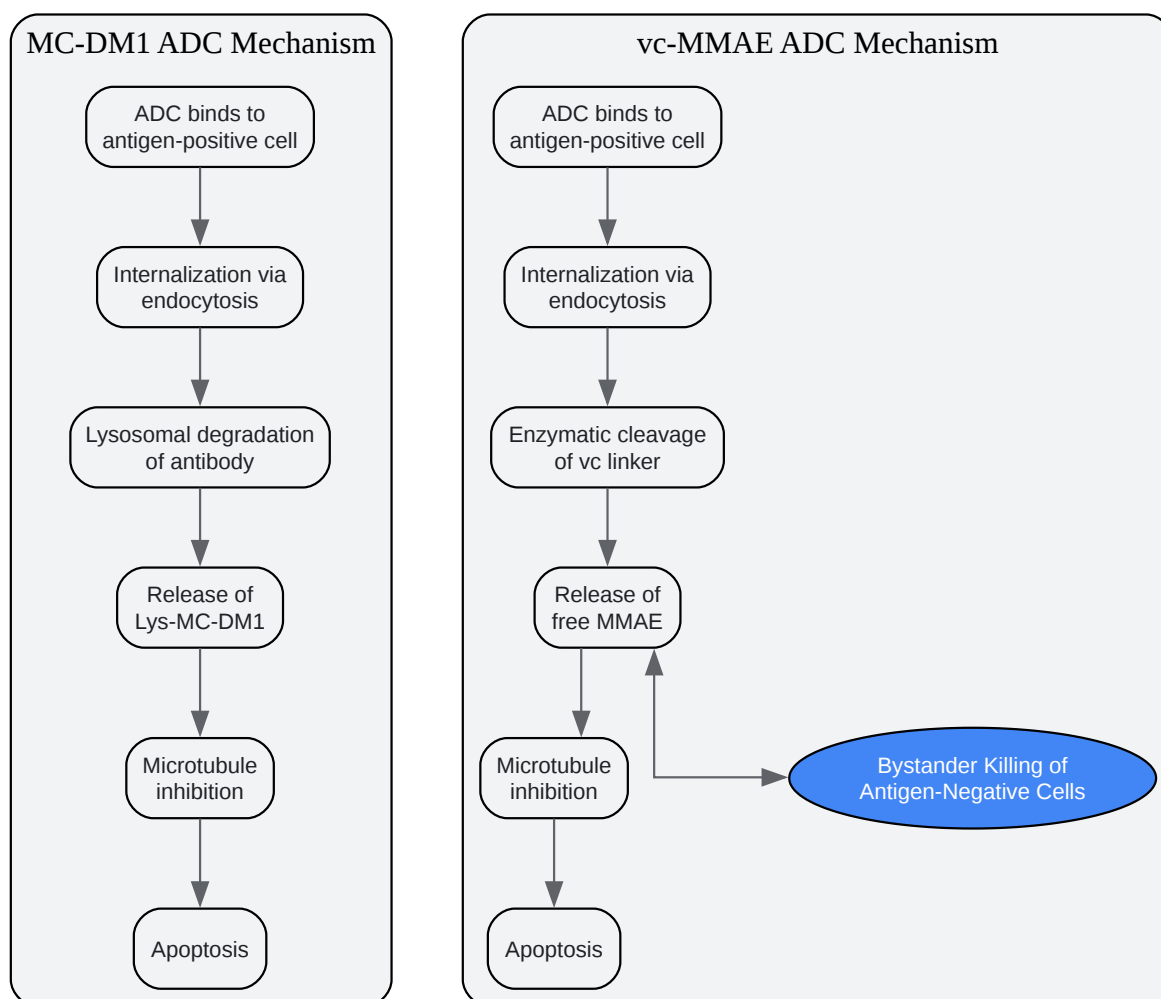 MC-DM1 ADC Mechanism
ADC binds to
antigen-positive cell
Internalization via
endocytosis
Lysosomal degradation
of antibody
Release of
Lys-MC-DM1
Microtubule
inhibition
Apoptosis
vc-MMAE ADC Mechanism
ADC binds to
antigen-positive cell
Internalization via
endocytosis
Enzymatic cleavage
of vc linker
Release of
free MMAE
Microtubule
inhibition
Bystander Killing of
Antigen-Negative Cells
Apoptosis